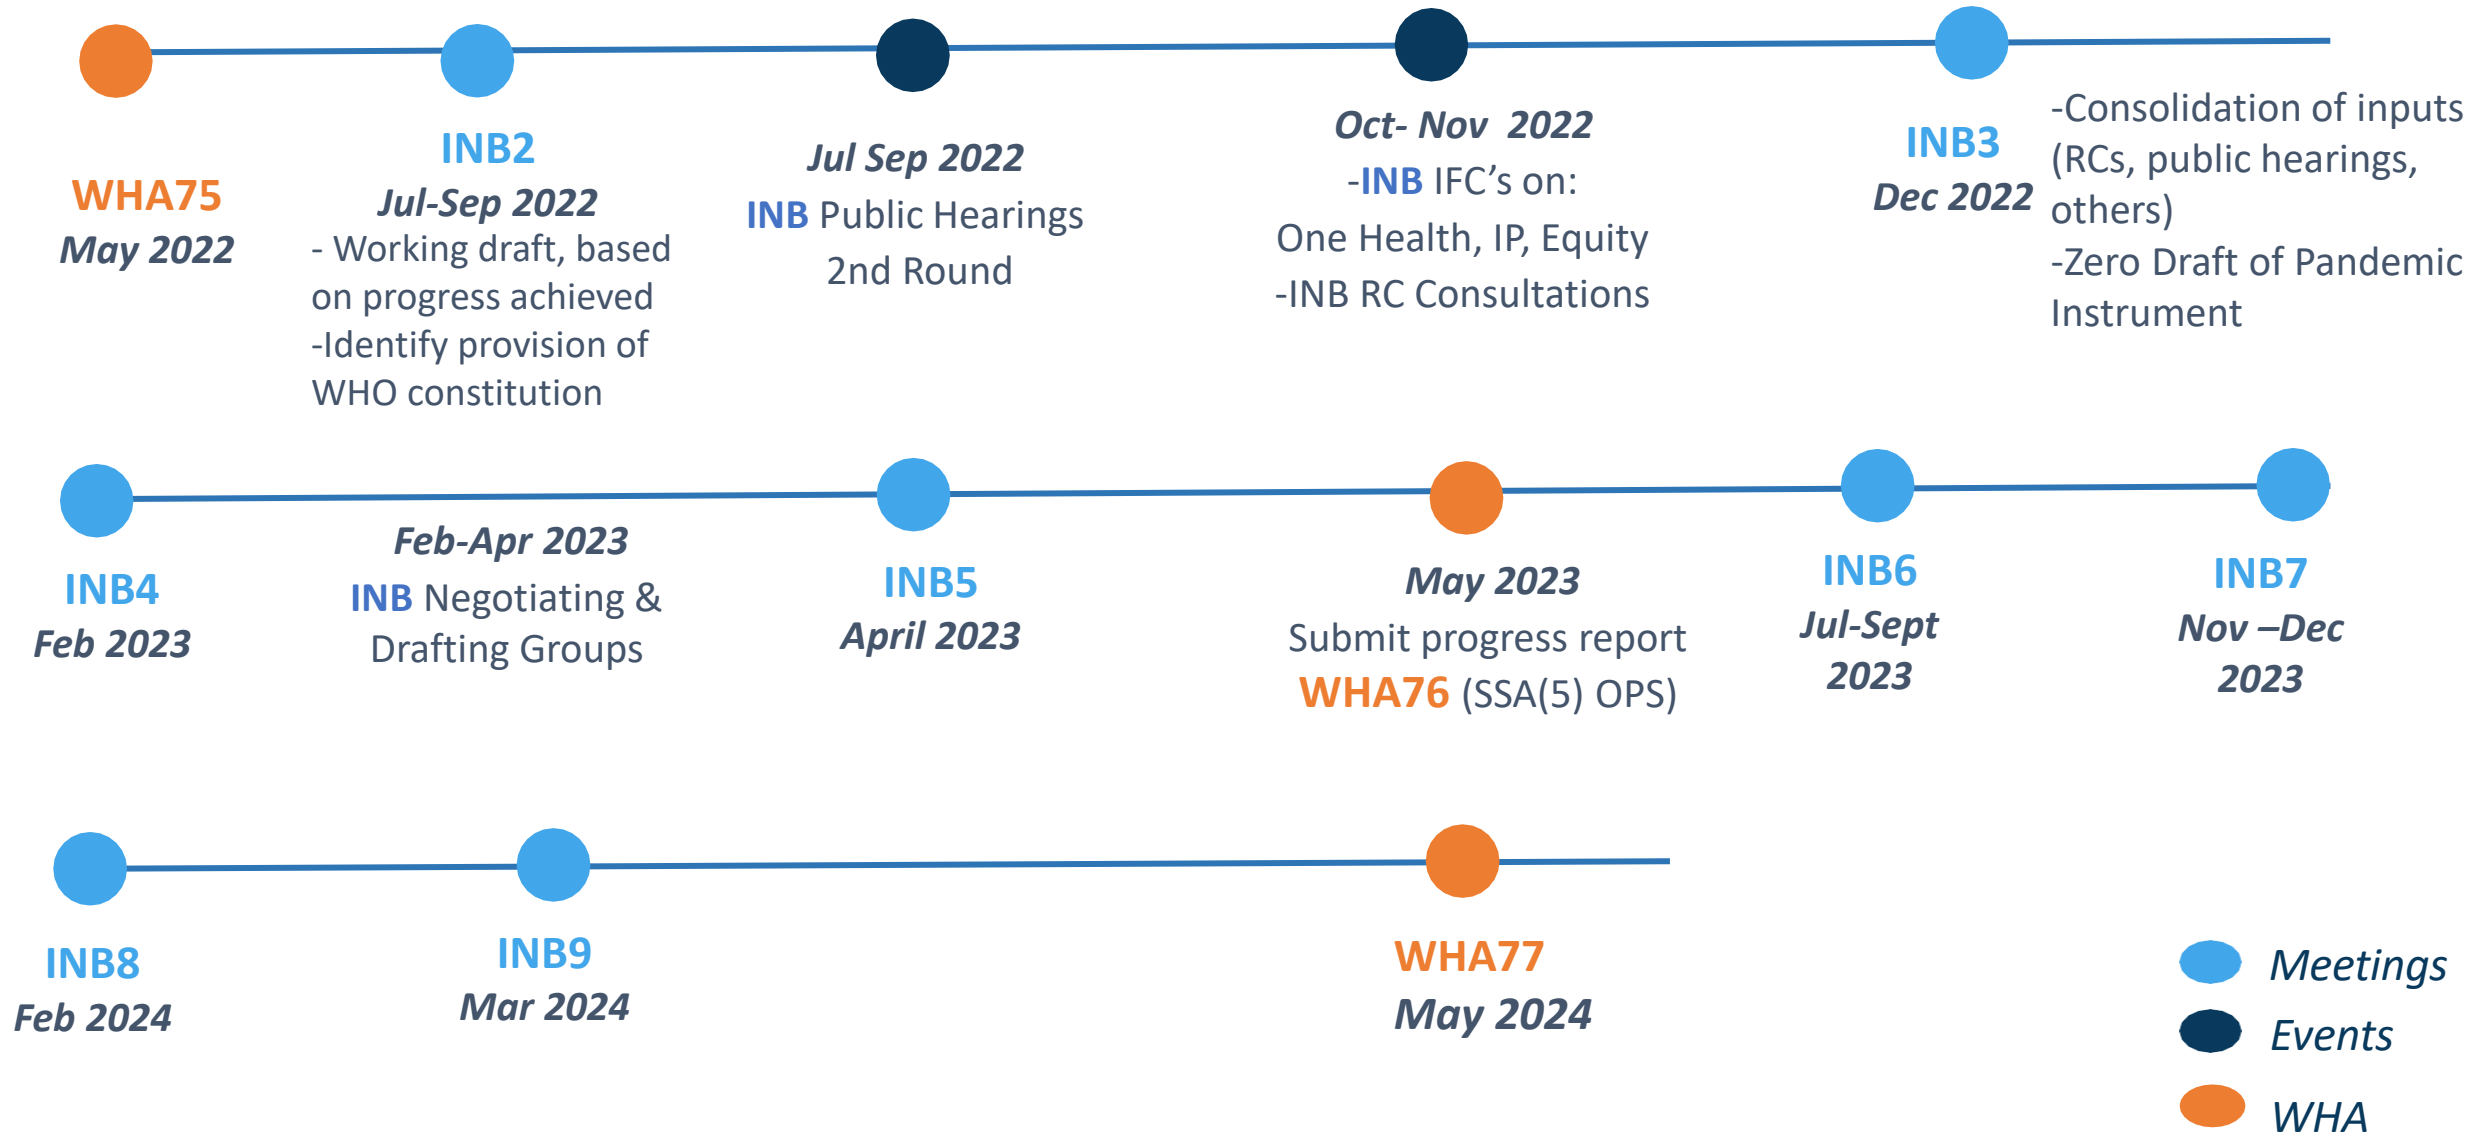 WHA75
May 2022
INB2
Jul-Sep 2022
- Working draft, based
on progress achieved
-Identify provision of
WHO constitution
Jul Sep 2022
INB Public Hearings
2nd Round
Oct- Nov 2022
-INB IFC's on:
One Health, IP, Equity
-INB RC Consultations
INB3
Dec 2022
-Consolidation of inputs
(RCs, public hearings,
others)
-Zero Draft of Pandemic
Instrument
INB4
Feb 2023
Feb-Apr 2023
INB Negotiating &
Drafting Groups
INB5
April 2023
May 2023
Submit progress report
WHA76 (SSA(5) OPS)
INB6
Jul-Sept
2023
INB7
Nov –Dec
2023
INB8
Feb 2024
INB9
Mar 2024
WHA77
May 2024
Meetings
Events
WHA